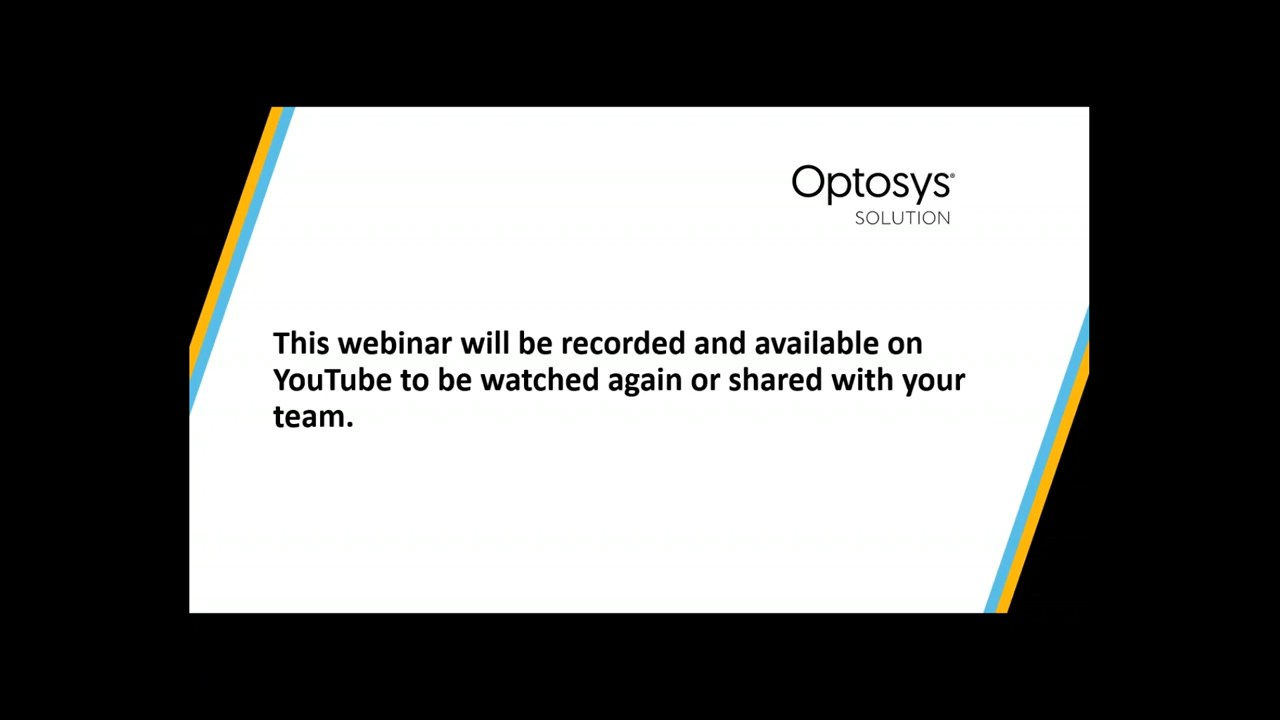 Optosys®
SOLUTION
This webinar will be recorded and available on
YouTube to be watched again or shared with your
team.